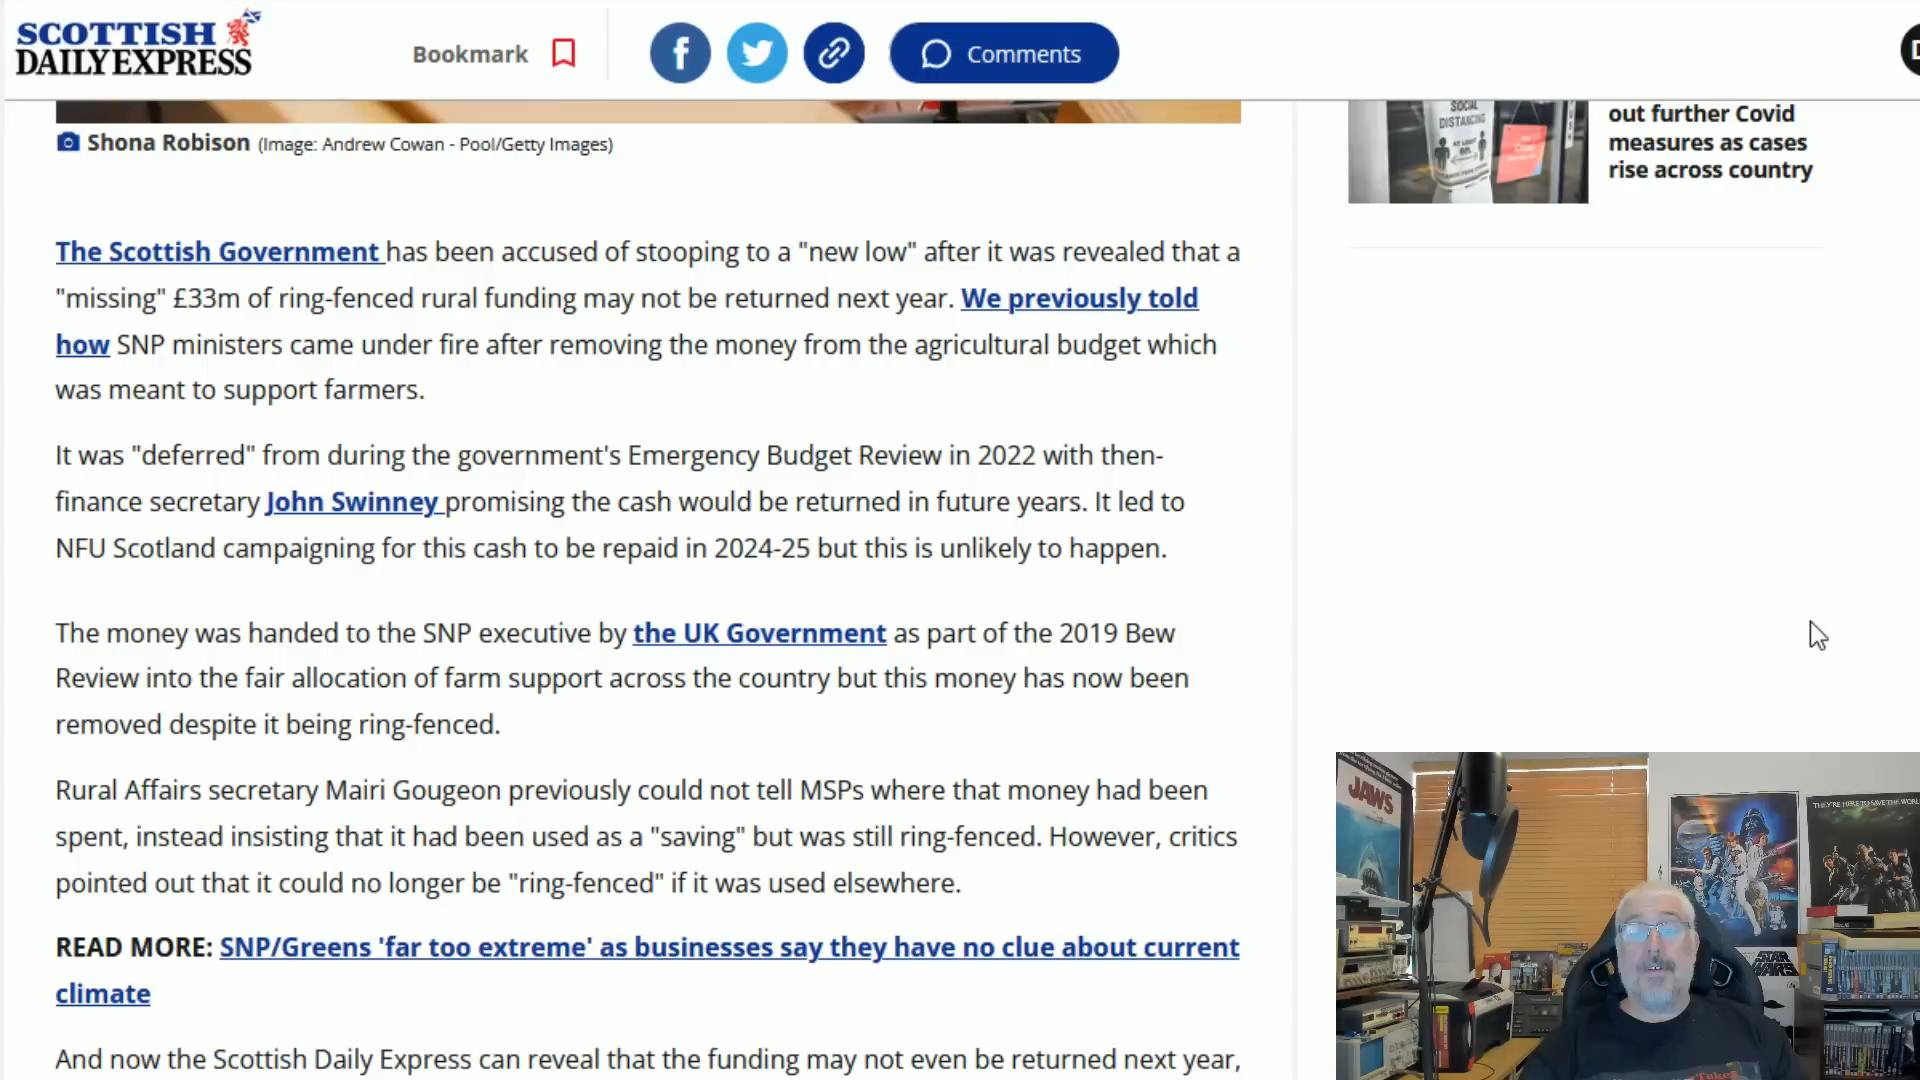 SCOTTISH
DAILY EXPRESS
Bookmark
Comments
Shona Robison (Image: Andrew Cowan - Pool/Getty Images)
The Scottish Government has been accused of stooping to a "new low" after it was revealed that a
"missing" £33m of ring-fenced rural funding may not be returned next year. We previously told
how SNP ministers came under fire after removing the money from the agricultural budget which
was meant to support farmers.
It was "deferred" from during the government's Emergency Budget Review in 2022 with then-
finance secretary John Swinney promising the cash would be returned in future years. It led to
NFU Scotland campaigning for this cash to be repaid in 2024-25 but this is unlikely to happen.
The money was handed to the SNP executive by the UK Government as part of the 2019 Bew
Review into the fair allocation of farm support across the country but this money has now been
removed despite it being ring-fenced.
Rural Affairs secretary Mairi Gougeon previously could not tell MSPs where that money had been
spent, instead insisting that it had been used as a "saving" but was still ring-fenced. However, critics
pointed out that it could no longer be "ring-fenced" if it was used elsewhere.
READ MORE: SNP/Greens 'far too extreme' as businesses say they have no clue about current
climate
And now the Scottish Daily Express can reveal that the funding may not even be returned next year,
SOCIAL
DISTANCING
out further Covid
measures as cases
rise across country
JAWS
THEY'RE HERE TO SAVE THE WORLD
STAR
WARS